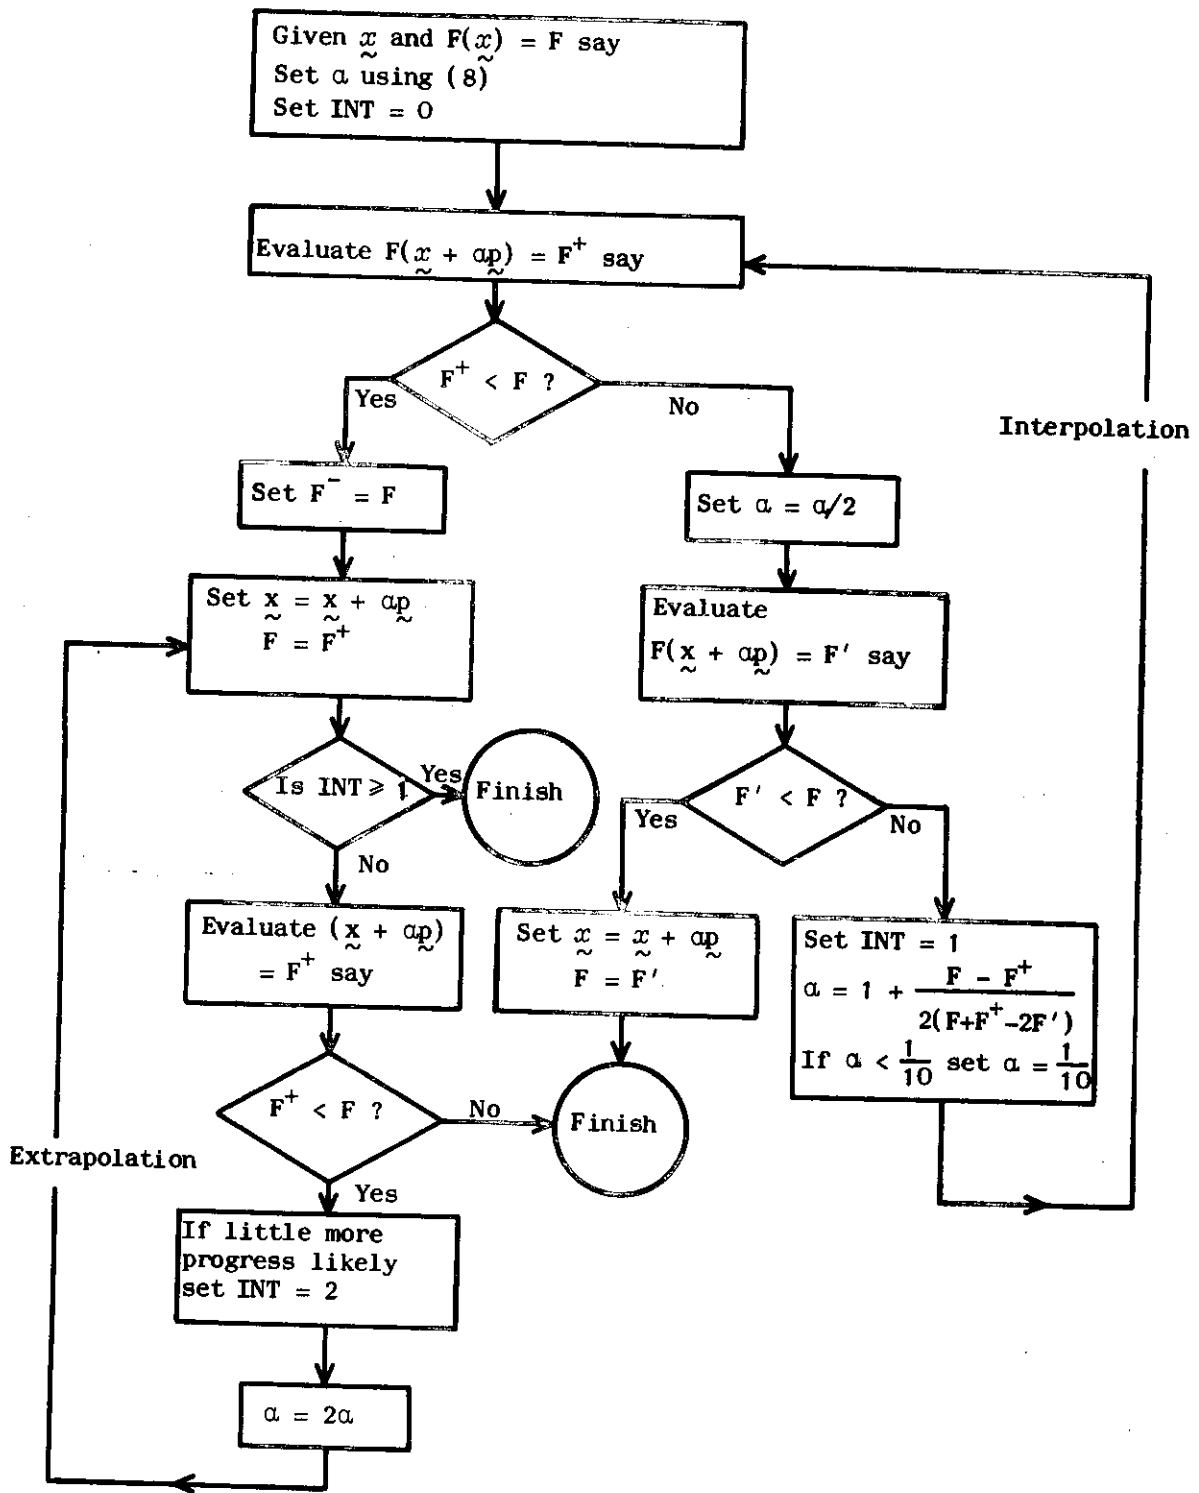 Given x and F(x) = F say
Set α using (8)
Set INT = 0
Evaluate F(x + αp) = F⁺ say
F⁺ < F ?
Yes
No
Interpolation
Set F⁻ = F
Set α = α/2
Set x = x + αp
F = F⁺
Evaluate
F(x + αp) = F′ say
Is INT ⩾ 1
Yes
Finish
No
F′ < F ?
Yes
No
Evaluate (x + αp)
= F⁺ say
Set x = x + αp
F = F′
Set INT = 1
α = 1 + F – F⁺ / 2(F+F⁺–2F′)
If α < 1/10 set α = 1/10
F⁺ < F ?
No
Finish
Yes
Extrapolation
If little more
progress likely
set INT = 2
α = 2α